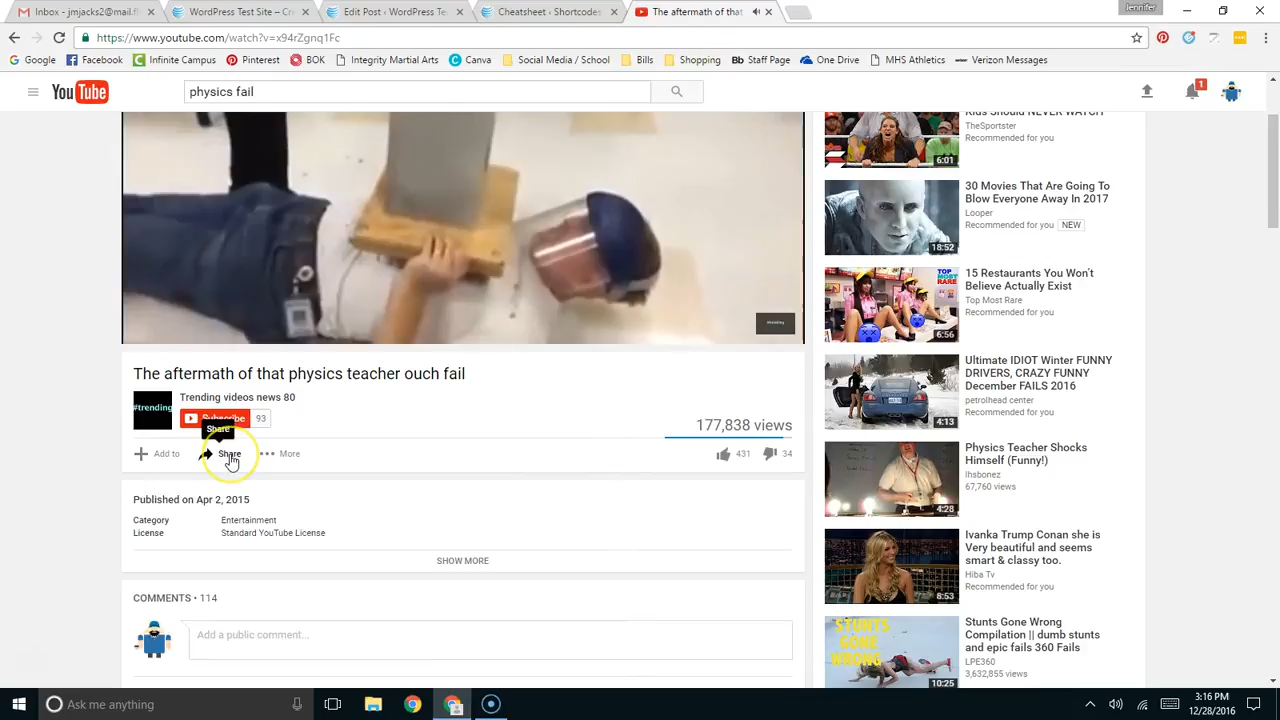 Inbox - jmjacks2@mail.fh
WordPress Test Site – Cri
Edit Post ‹ WordPress Te
Cheatsheet ‹ Shortcodes
The aftermath of that
Jennifer
https://www.youtube.com/watch?v=x94rZgnq1Fc
Google
Facebook
Infinite Campus
Pinterest
BOK
Integrity Martial Arts
Canva
Social Media / School
Bills
Shopping
Bb Staff Page
One Drive
MHS Athletics
Verizon Messages
YouTube
physics fail
1
Kids Should NEVER WATCH
TheSportster
Recommended for you
6:01
30 Movies That Are Going To
Blow Everyone Away In 2017
Looper
Recommended for you NEW
18:52
15 Restaurants You Won't
Believe Actually Exist
Top Most Rare
Recommended for you
TOP
MOST
RARE
6:56
#trending
The aftermath of that physics teacher ouch fail
Trending videos news 80
#trending
Subscribe 93
Share
177,838 views
Add to
Share
More
431
34
Ultimate IDIOT Winter FUNNY
DRIVERS, CRAZY FUNNY
December FAILS 2016
petrolhead center
Recommended for you
4:13
Physics Teacher Shocks
Himself (Funny!)
lhsbonez
67,760 views
4:28
Published on Apr 2, 2015
Category Entertainment
License Standard YouTube License
SHOW MORE
Ivanka Trump Conan she is
Very beautiful and seems
smart & classy too.
Hiba Tv
Recommended for you
8:53
COMMENTS • 114
Add a public comment...
Stunts Gone Wrong
Compilation || dumb stunts
and epic fails 360 Fails
LPE360
3,632,855 views
STUNTS
GONE
WRONG
10:25
Ask me anything
3:16 PM
12/28/2016